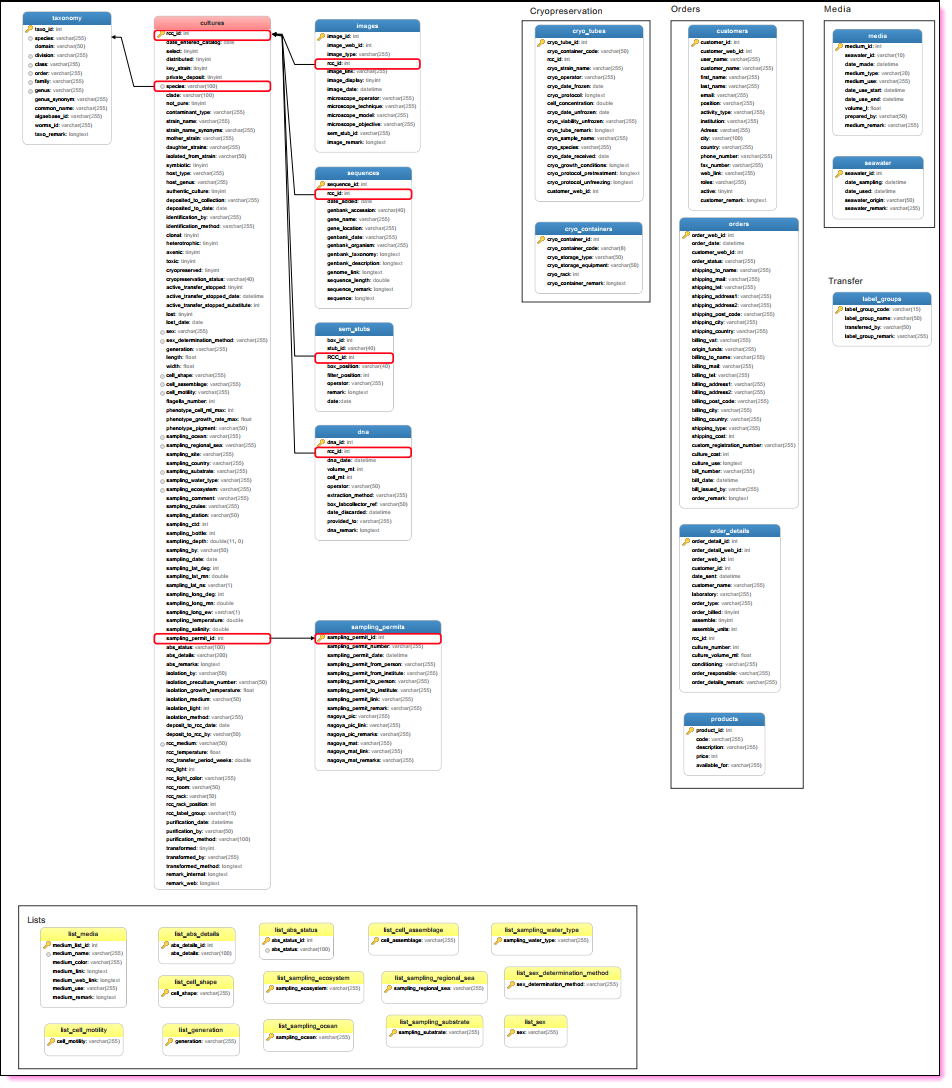 taxonomy
taxo_id: int
species: varchar(255)
domain: varchar(50)
division: varchar(255)
class: varchar(255)
order: varchar(255)
family: varchar(255)
genus: varchar(255)
genus_synonym: varchar(255)
common_name: varchar(255)
algaebase_id: varchar(255)
worms_id: varchar(255)
taxo_remark: longtext
cultures
rcc_id: int
date_entered_catalog: date
select: tinyint
distributed: tinyint
key_strain: tinyint
private_deposit: tinyint
species: varchar(100)
clade: varchar(100)
not_pure: tinyint
contaminant_type: varchar(255)
strain_name: varchar(255)
strain_name_synonyms: varchar(255)
mother_strain: varchar(255)
daughter_strains: varchar(255)
isolated_from_strain: varchar(50)
symbiotic: tinyint
host_type: varchar(255)
host_genus: varchar(255)
authentic_culture: tinyint
deposited_to_collection: varchar(255)
deposited_to_date: date
identification_by: varchar(255)
identification_method: varchar(255)
clonal: tinyint
heterotrophic: tinyint
axenic: tinyint
toxic: tinyint
cryopreserved: tinyint
cryopreservation_status: varchar(40)
active_transfer_stopped: tinyint
active_transfer_stopped_date: datetime
active_transfer_stopped_substitute: int
lost: tinyint
lost_date: date
sex: varchar(255)
sex_determination_method: varchar(255)
generation: varchar(255)
length: float
width: float
cell_shape: varchar(255)
cell_assemblage: varchar(255)
cell_motility: varchar(255)
flagella_number: int
phenotype_cell_ml_max: int
phenotype_growth_rate_max: float
phenotype_pigment: varchar(50)
sampling_ocean: varchar(255)
sampling_regional_sea: varchar(255)
sampling_site: varchar(255)
sampling_country: varchar(255)
sampling_substrate: varchar(255)
sampling_water_type: varchar(255)
sampling_ecosystem: varchar(255)
sampling_comment: varchar(255)
sampling_cruise: varchar(255)
sampling_station: varchar(50)
sampling_ctd: int
sampling_bottle: int
sampling_depth: double(11, 0)
sampling_by: varchar(50)
sampling_date: date
sampling_lat_deg: int
sampling_lat_mn: double
sampling_lat_ns: varchar(1)
sampling_long_deg: int
sampling_long_mn: double
sampling_long_ew: varchar(1)
sampling_temperature: double
sampling_salinity: double
sampling_permit_id: int
abs_status: varchar(100)
abs_details: varchar(200)
abs_remarks: longtext
isolation_by: varchar(50)
isolation_preculture_number: varchar(50)
isolation_growth_temperature: float
isolation_medium: varchar(50)
isolation_light: int
isolation_method: varchar(255)
deposit_to_rcc_date: date
deposit_to_rcc_by: varchar(50)
rcc_medium: varchar(50)
rcc_temperature: float
rcc_transfer_period_weeks: double
rcc_light: int
rcc_light_color: varchar(255)
rcc_room: varchar(50)
rcc_rack: varchar(50)
rcc_rack_position: int
rcc_label_group: varchar(15)
purification_date: datetime
purification_by: varchar(50)
purification_method: varchar(100)
transformed: tinyint
transformed_by: varchar(255)
transformed_method: longtext
remark_internal: longtext
remark_web: longtext
images
image_id: int
image_web_id: int
image_type: varchar(255)
rcc_id: int
image_link: varchar(255)
image_display: tinyint
image_date: datetime
microscope_operator: varchar(255)
microscope_technique: varchar(255)
microscope_model: varchar(255)
microscope_objective: varchar(255)
sem_stub_id: varchar(255)
image_remark: longtext
sequences
sequence_id: int
rcc_id: int
date_added: date
genbank_accession: varchar(40)
gene_name: varchar(255)
gene_location: varchar(255)
genbank_date: varchar(255)
genbank_organism: varchar(255)
genbank_taxonomy: longtext
genbank_description: longtext
genome_link: varchar(255)
sequence_length: double
sequence_remark: longtext
sequence: longtext
sem_stubs
box_id: int
stub_id: varchar(40)
RCC_id: int
box_position: varchar(40)
filter_position: int
operator: varchar(255)
remark: longtext
date:date
dna
dna_id: int
rcc_id: int
dna_date: datetime
volume_ml: int
cell_ml: int
operator: varchar(50)
extraction_method: varchar(255)
box_labcollector_ref: varchar(50)
date_discarded: datetime
provided_to: varchar(255)
dna_remark: longtext
sampling_permits
sampling_permit_id: int
sampling_permit_number: varchar(255)
sampling_permit_date: datetime
sampling_permit_from_person: varchar(255)
sampling_permit_from_institute: varchar(255)
sampling_permit_to_person: varchar(255)
sampling_permit_to_institute: varchar(255)
sampling_permit_link: varchar(255)
sampling_permit_remark: varchar(255)
nagoya_pic: varchar(255)
nagoya_pic_link: varchar(255)
nagoya_pic_remarks: varchar(255)
nagoya_mat: varchar(255)
nagoya_mat_link: varchar(255)
nagoya_mat_remarks: varchar(255)
Cryopreservation
cryo_tubes
cryo_tube_id: int
cryo_container_code: varchar(50)
rcc_id: int
cryo_strain_name: varchar(255)
cryo_operator: varchar(255)
cryo_date_frozen: date
cryo_protocol: longtext
cell_concentration: double
cryo_date_unfrozen: date
cryo_viability_unfrozen: varchar(255)
cryo_tube_remark: longtext
cryo_sample_name: varchar(255)
cryo_species: varchar(255)
cryo_date_received: date
cryo_growth_conditions: longtext
cryo_protocol_pretreatment: longtext
cryo_protocol_unfreezing: longtext
customer_web_id: int
cryo_containers
cryo_container_id: int
cryo_container_code: varchar(8)
cryo_storage_type: varchar(50)
cryo_storage_equipment: varchar(50)
cryo_rack: int
cryo_container_remark: longtext
Orders
customers
customer_id: int
customer_web_id: int
user_name: varchar(255)
customer_name: varchar(255)
first_name: varchar(255)
last_name: varchar(255)
email: varchar(255)
position: varchar(255)
activity_type: varchar(255)
institution: varchar(255)
Adress: varchar(255)
city: varchar(100)
country: varchar(255)
phone_number: varchar(255)
fax_number: varchar(255)
web_link: varchar(255)
roles: varchar(255)
active: tinyint
customer_remark: longtext
orders
order_web_id: int
order_date: datetime
customer_web_id: int
order_status: varchar(255)
shipping_to_name: varchar(255)
shipping_mail: varchar(255)
shipping_tel: varchar(255)
shipping_address1: varchar(255)
shipping_address2: varchar(255)
shipping_post_code: varchar(255)
shipping_city: varchar(255)
shipping_country: varchar(255)
billing_vat: varchar(255)
origin_funds: varchar(255)
billing_to_name: varchar(255)
billing_mail: varchar(255)
billing_tel: varchar(255)
billing_address1: varchar(255)
billing_address2: varchar(255)
billing_post_code: varchar(255)
billing_city: varchar(255)
billing_country: varchar(255)
shipping_type: varchar(255)
shipping_cost: int
custom_registration_number: varchar(255)
culture_cost: int
culture_use: longtext
bill_number: varchar(255)
bill_date: datetime
bill_issued_by: varchar(255)
order_remark: longtext
order_details
order_detail_id: int
order_detail_web_id: int
order_web_id: int
customer_id: int
date_sent: datetime
customer_name: varchar(255)
laboratory: varchar(255)
order_type: varchar(255)
order_billed: tinyint
assemble: tinyint
assemble_units: int
rcc_id: int
culture_number: int
culture_volume_ml: float
conditioning: varchar(255)
order_responsible: varchar(255)
order_details_remark: varchar(255)
products
product_id: int
code: varchar(255)
description: varchar(255)
price: int
available_for: varchar(255)
Media
media
medium_id: int
seawater_id: varchar(10)
date_made: datetime
medium_type: varchar(20)
medium_use: varchar(255)
date_use_start: datetime
date_use_end: datetime
volume_l: float
prepared_by: varchar(50)
medium_remark: varchar(255)
seawater
seawater_id: int
date_sampling: datetime
date_used: datetime
seawater_origin: varchar(50)
seawater_remark: varchar(255)
Transfer
label_groups
label_group_code: varchar(15)
label_group_name: varchar(50)
transferred_by: varchar(50)
label_group_remark: varchar(255)
Lists
list_media
medium_list_id: int
medium_name: varchar(255)
medium_color: varchar(255)
medium_link: longtext
medium_web_link: longtext
medium_use: varchar(255)
medium_remark: longtext
list_abs_details
abs_details_id: int
abs_details: varchar(100)
list_abs_status
abs_status_id: int
abs_status: varchar(100)
list_cell_assemblage
cell_assemblage: varchar(255)
list_sampling_water_type
sampling_water_type: varchar(255)
list_cell_shape
cell_shape: varchar(255)
list_sampling_ecosystem
sampling_ecosystem: varchar(255)
list_sampling_regional_sea
sampling_regional_sea: varchar(255)
list_sex_determination_method
sex_determination_method: varchar(255)
list_cell_motility
cell_motility: varchar(255)
list_generation
generation: varchar(255)
list_sampling_ocean
sampling_ocean: varchar(255)
list_sampling_substrate
sampling_substrate: varchar(255)
list_sex
sex: varchar(255)